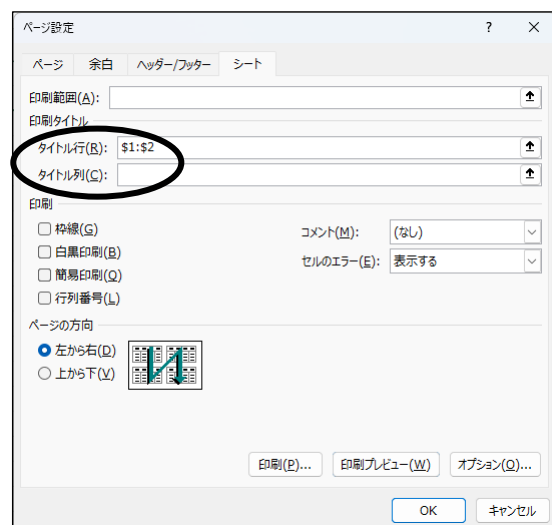 ページ設定 ? ×
ページ 余白 ヘッダー/フッター シート
印刷範囲(A):
印刷タイトル
タイトル行(R): $1:$2
タイトル列(C):
印刷
枠線(G) コメント(M): (なし)
白黒印刷(B) セルのエラー(E): 表示する
簡易印刷(Q)
行列番号(L)
ページの方向
左から右(D)
上から下(V)
印刷(P)... 印刷プレビュー(W) オプション(O)...
OK キャンセル